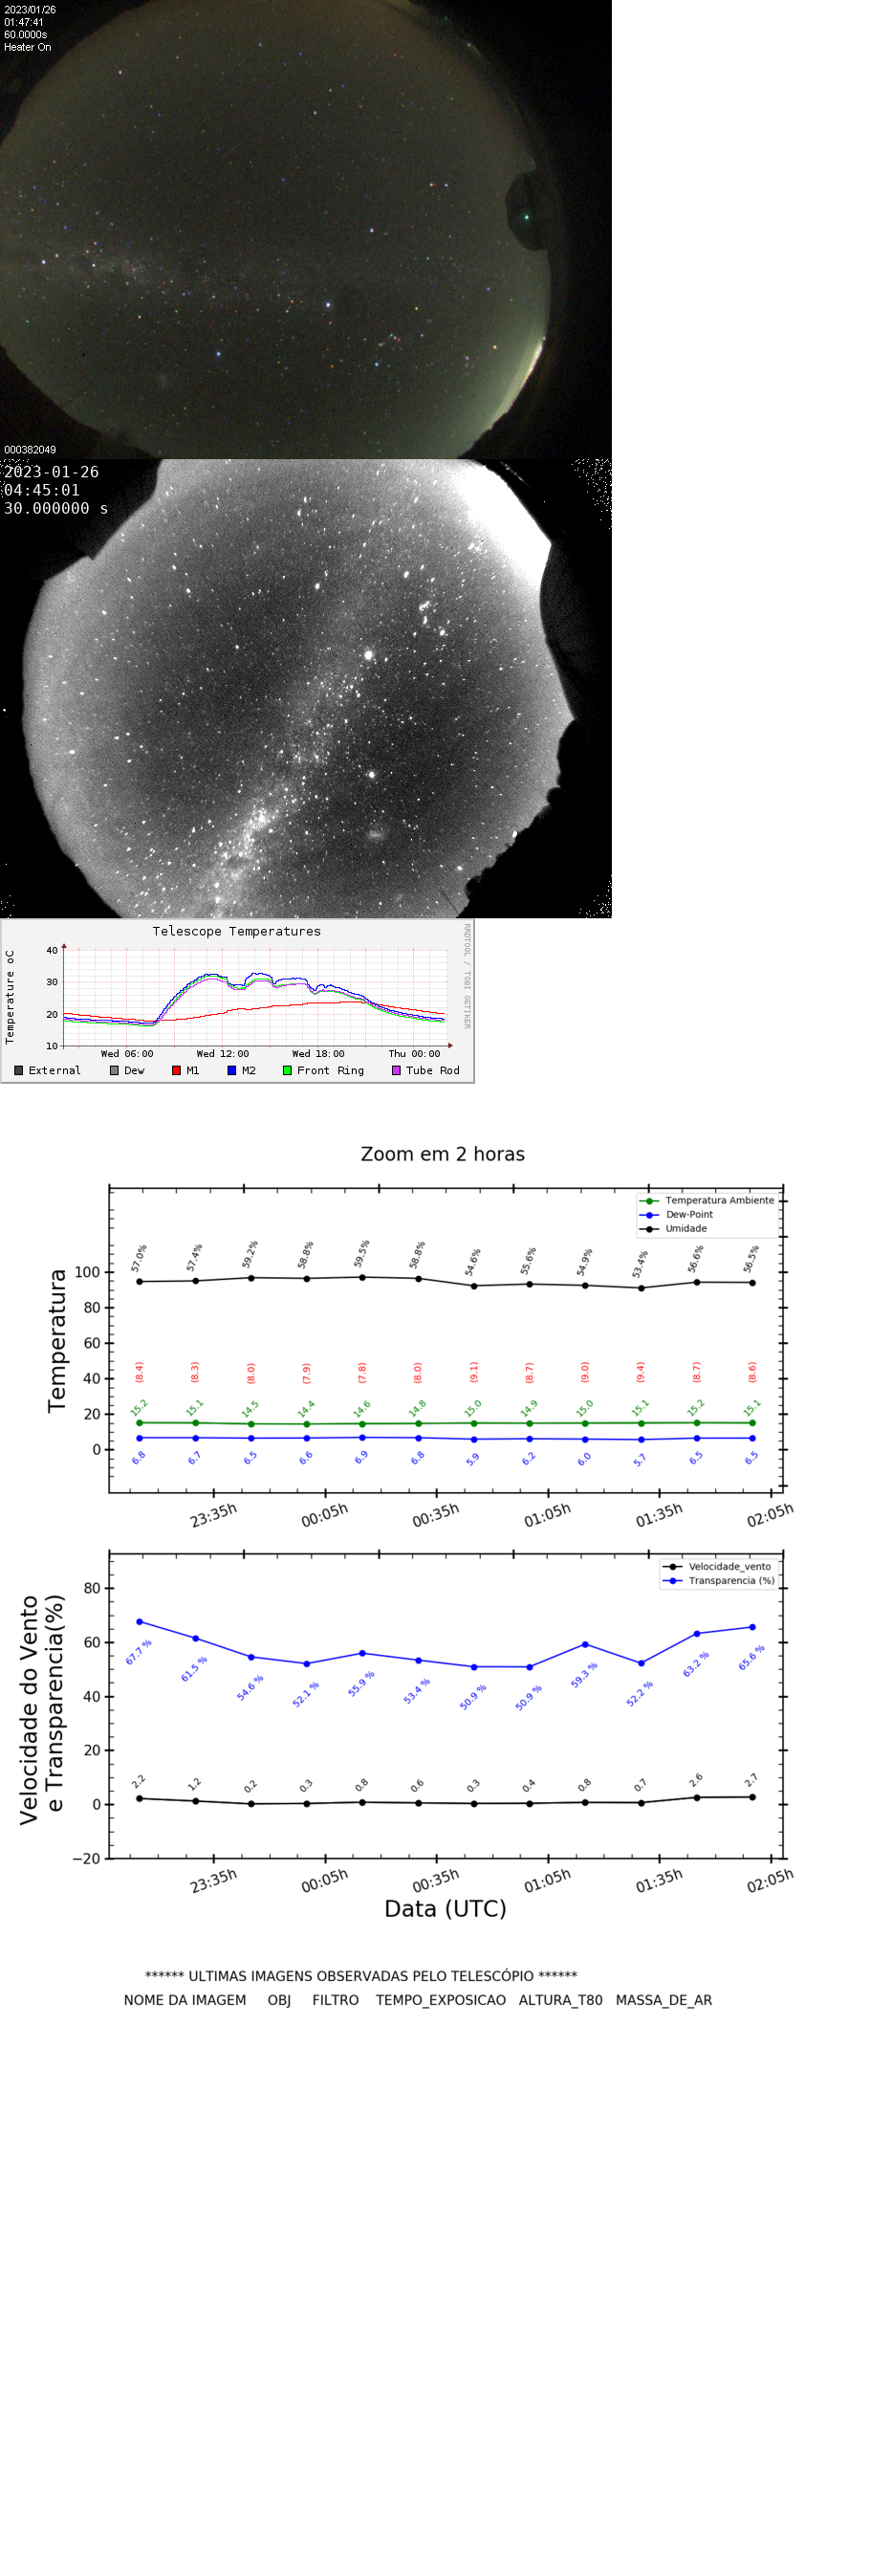 2023/01/26
01:47:41
60.0000s
Heater On
000382049
2023-01-26
04:45:01
30.000000 s
Telescope Temperatures
RRDTOOL / TOBI OETIKER
Temperature oC
40
30
20
10
Wed 06:00 Wed 12:00 Wed 18:00 Thu 00:00
External Dew M1 M2 Front Ring Tube Rod
Zoom em 2 horas
Temperatura Ambiente
Dew-Point
Umidade
Temperatura
57.0% 57.4% 59.2% 58.8% 59.5% 58.8% 54.6% 55.6% 54.9% 53.4% 56.6% 56.5%
100
80
60
40
20
0
(8.4) (8.3) (8.0) (7.9) (7.8) (8.0) (9.1) (8.7) (9.0) (9.4) (8.7) (8.6)
15.2 15.1 14.5 14.4 14.6 14.8 15.0 14.9 15.0 15.1 15.2 15.1
6.8 6.7 6.5 6.6 6.9 6.8 5.9 6.2 6.0 5.7 6.5 6.5
23:35h 00:05h 00:35h 01:05h 01:35h 02:05h
Velocidade_vento
Transparencia (%)
Velocidade do Vento
e Transparencia(%)
80
60
40
20
0
−20
67.7 % 61.5 % 54.6 % 52.1 % 55.9 % 53.4 % 50.9 % 50.9 % 59.3 % 52.2 % 63.2 % 65.6 %
2.2 1.2 0.2 0.3 0.8 0.6 0.3 0.4 0.8 0.7 2.6 2.7
23:35h 00:05h 00:35h 01:05h 01:35h 02:05h
Data (UTC)
****** ULTIMAS IMAGENS OBSERVADAS PELO TELESCÓPIO ******
NOME DA IMAGEM OBJ FILTRO TEMPO_EXPOSICAO ALTURA_T80 MASSA_DE_AR